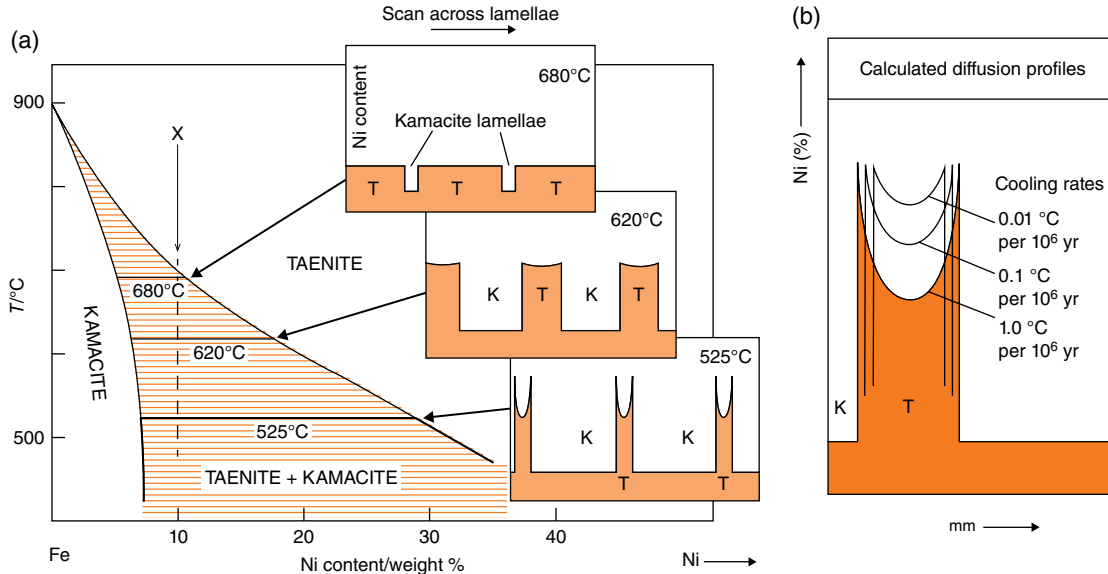 (a)
Scan across lamellae
Ni content
680°C
Kamacite lamellae
T
T
T
620°C
K
T
K
T
525°C
K
K
T
T
T/°C
900
500
X
TAENITE
680°C
620°C
525°C
KAMACITE
TAENITE + KAMACITE
10
20
30
40
Fe
Ni content/weight %
Ni
(b)
Calculated diffusion profiles
Ni (%)
Cooling rates
0.01 °C
per 10⁶ yr
0.1 °C
per 10⁶ yr
1.0 °C
per 10⁶ yr
K
T
mm